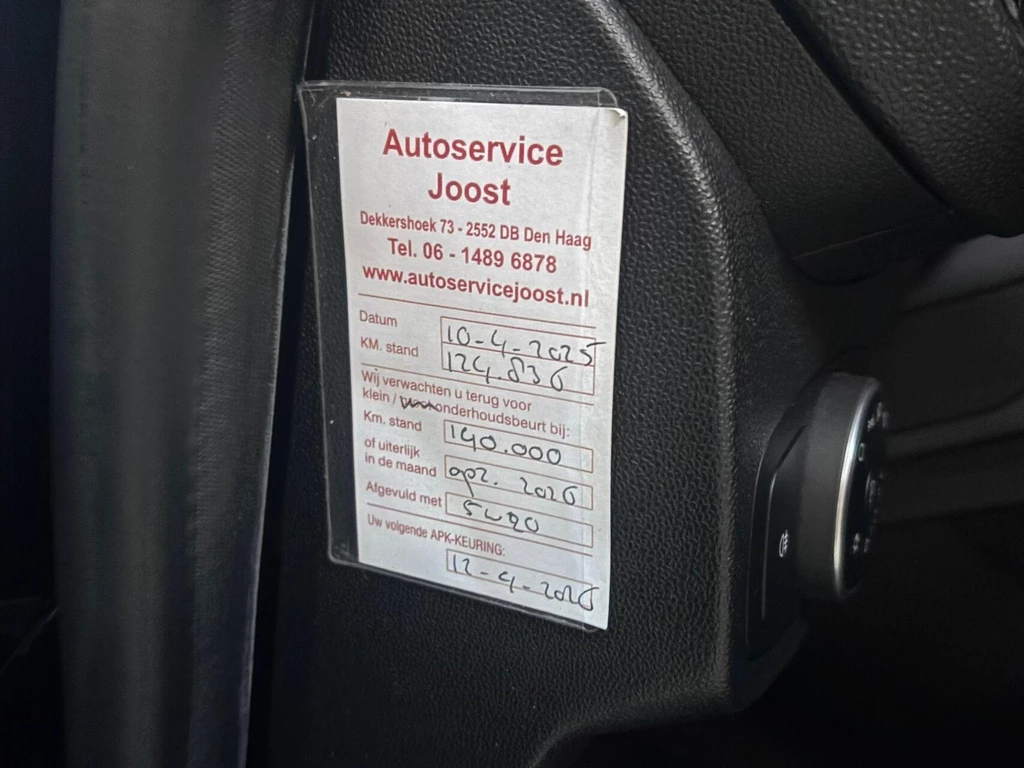 Autoservice
Joost
Dekkershoek 73 - 2552 DB Den Haag
Tel. 06 - 1489 6878
www.autoservicejoost.nl
Datum 10-4-2025
KM. stand 124.836
Wij verwachten u terug voor
klein / onderhoudsbeurt bij:
Km. stand 140.000
of uiterlijk
in de maand apr. 2026
Afgevuld met 5W20
Uw volgende APK-KEURING:
12-4-2026